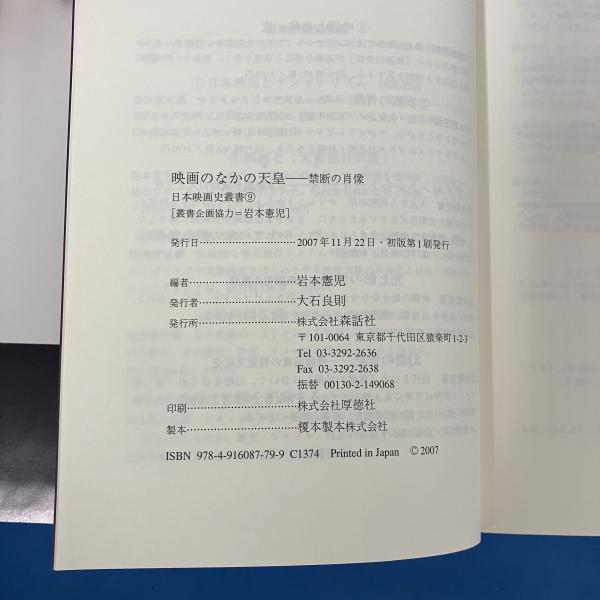 映画のなかの天皇——禁断の肖像
日本映画史叢書⑨
[叢書企画協力＝岩本憲児]
発行日……………………………2007年11月22日・初版第1刷発行
編者……………………………岩本憲児
発行者……………………………大石良則
発行所……………………………株式会社森話社
〒101-0064 東京都千代田区猿楽町1-2-3
Tel 03-3292-2636
Fax 03-3292-2638
振替 00130-2-149068
印刷……………………………株式会社厚徳社
製本……………………………榎本製本株式会社
ISBN 978-4-916087-79-9 C1374 Printed in Japan © 2007